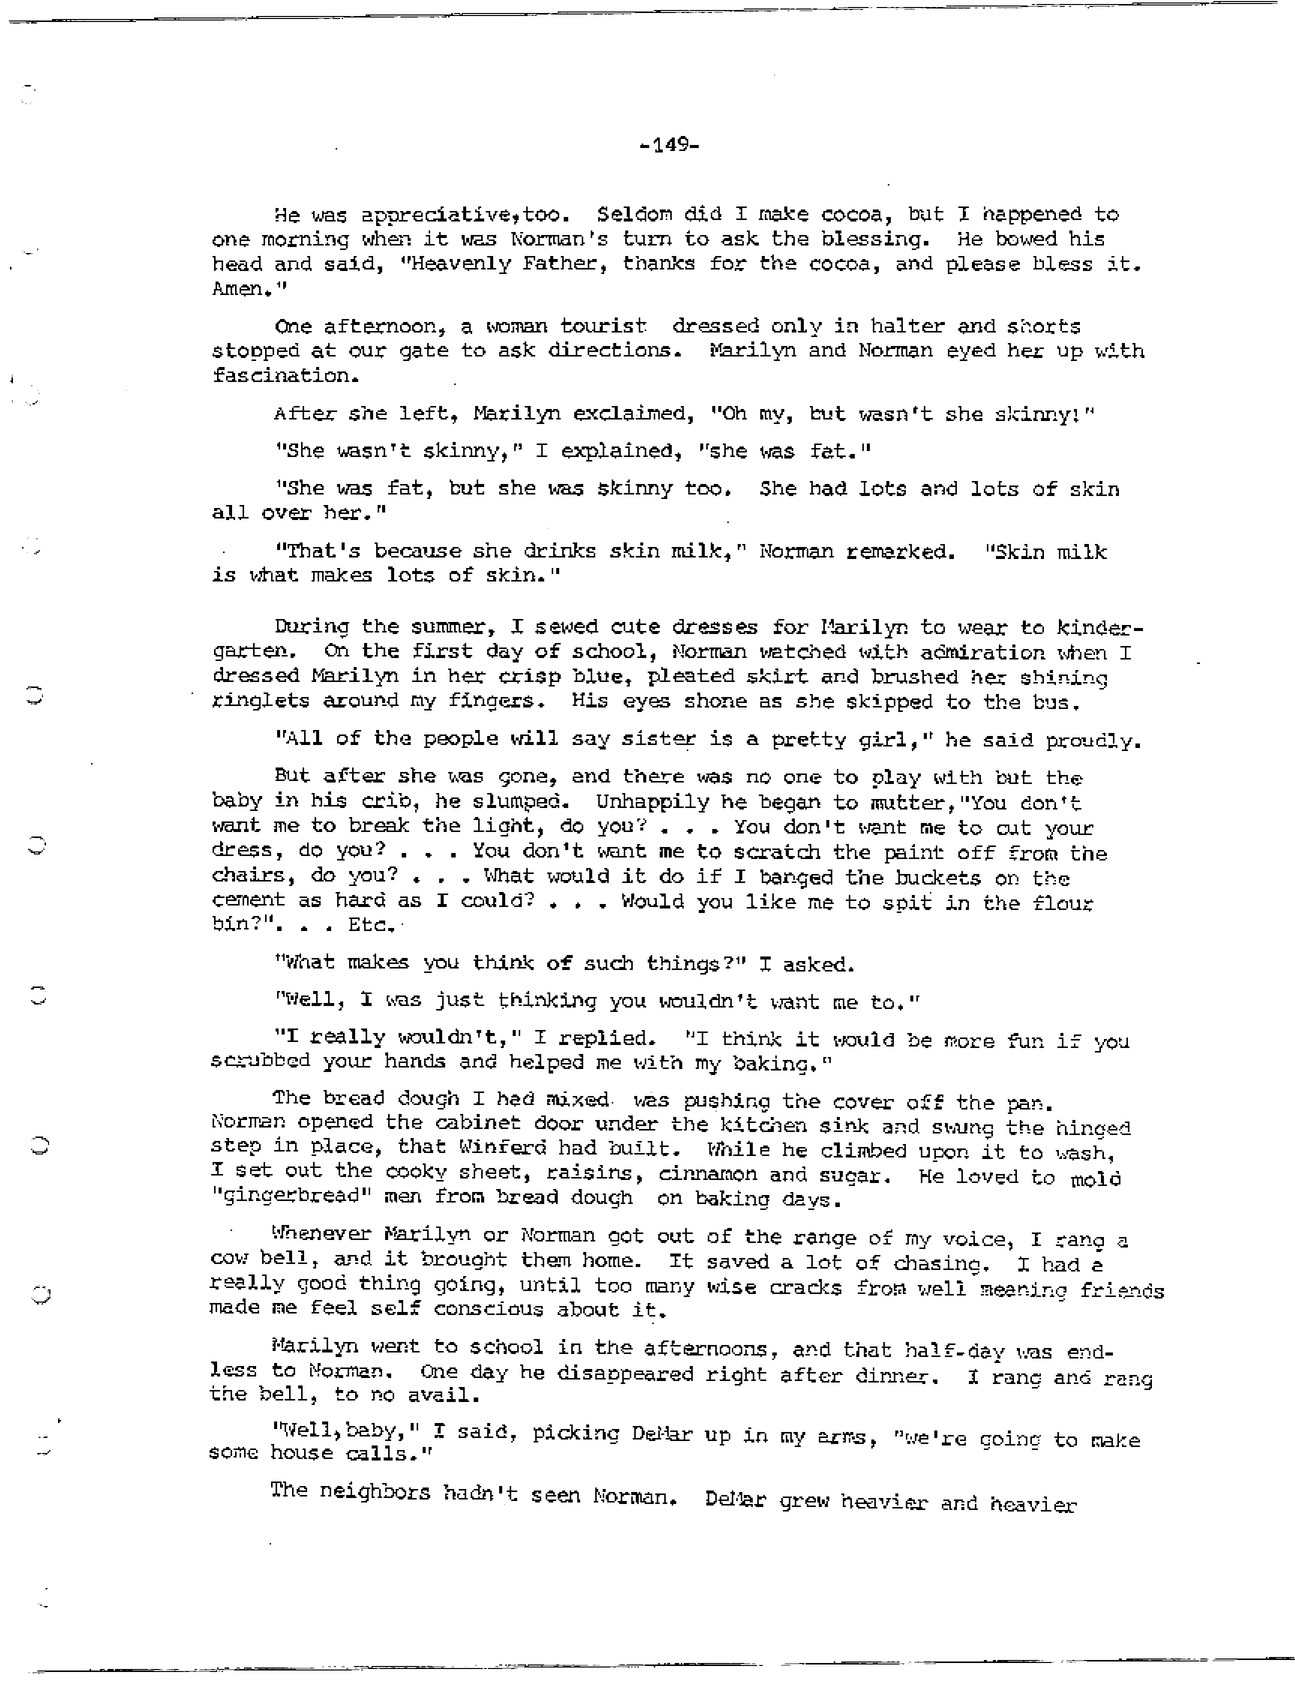 -149-
He was appreciative,too. Seldom did I make cocoa, but I happened to
one morning when it was Norman's turn to ask the blessing. He bowed his
head and said, "Heavenly Father, thanks for the cocoa, and please bless it.
Amen."
One afternoon, a woman tourist dressed only in halter and shorts
stopped at our gate to ask directions. Marilyn and Norman eyed her up with
fascination.
After she left, Marilyn exclaimed, "Oh my, but wasn't she skinny!"
"She wasn't skinny," I explained, "she was fat."
"She was fat, but she was skinny too. She had lots and lots of skin
all over her."
"That's because she drinks skin milk," Norman remarked. "Skin milk
is what makes lots of skin."
During the summer, I sewed cute dresses for Marilyn to wear to kinder-
garten. On the first day of school, Norman watched with admiration when I
dressed Marilyn in her crisp blue, pleated skirt and brushed her shining
ringlets around my fingers. His eyes shone as she skipped to the bus.
"All of the people will say sister is a pretty girl," he said proudly.
But after she was gone, and there was no one to play with but the
baby in his crib, he slumped. Unhappily he began to mutter,"You don't
want me to break the light, do you? . . . You don't want me to cut your
dress, do you? . . . You don't want me to scratch the paint off from the
chairs, do you? . . . What would it do if I banged the buckets on the
cement as hard as I could? . . . Would you like me to spit in the flour
bin?". . . Etc.
"What makes you think of such things?" I asked.
"Well, I was just thinking you wouldn't want me to."
"I really wouldn't," I replied. "I think it would be more fun if you
scrubbed your hands and helped me with my baking."
The bread dough I had mixed was pushing the cover off the pan.
Norman opened the cabinet door under the kitchen sink and swung the hinged
step in place, that Winferd had built. While he climbed upon it to wash,
I set out the cooky sheet, raisins, cinnamon and sugar. He loved to mold
"gingerbread" men from bread dough on baking days.
Whenever Marilyn or Norman got out of the range of my voice, I rang a
cow bell, and it brought them home. It saved a lot of chasing. I had a
really good thing going, until too many wise cracks from well meaning friends
made me feel self conscious about it.
Marilyn went to school in the afternoons, and that half-day was end-
less to Norman. One day he disappeared right after dinner. I rang and rang
the bell, to no avail.
"Well,baby," I said, picking DeMar up in my arms, "we're going to make
some house calls."
The neighbors hadn't seen Norman. DeMar grew heavier and heavier